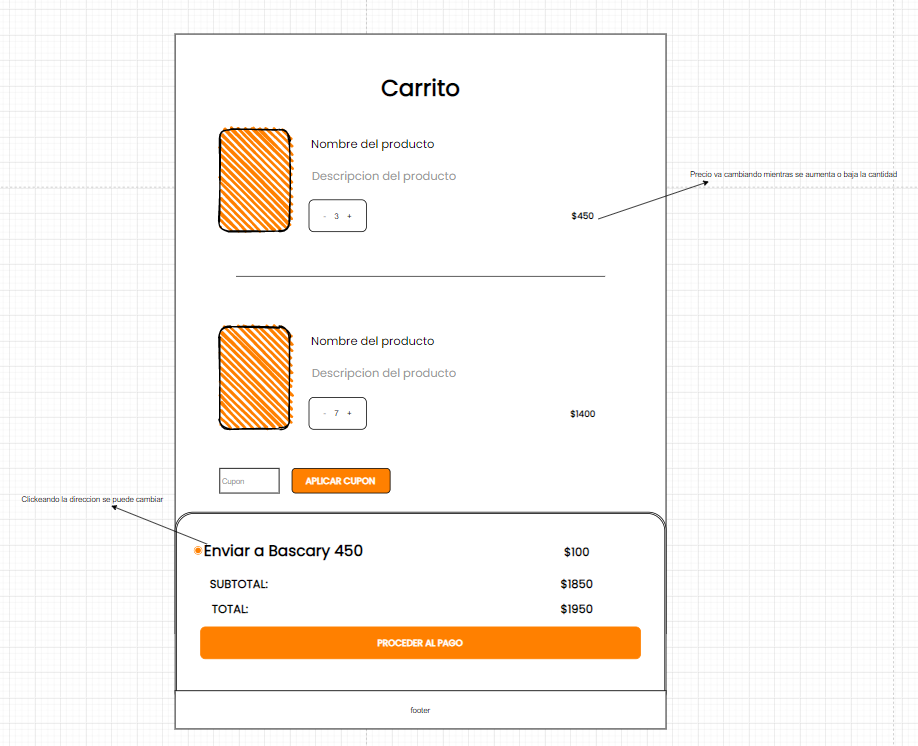 Carrito
Nombre del producto
Descripcion del producto
- 3 +
$450
Precio va cambiando mientras se aumenta o baja la cantidad
Nombre del producto
Descripcion del producto
- 7 +
$1400
Cupon
APLICAR CUPON
Clickeando la direccion se puede cambiar
Enviar a Bascary 450
$100
SUBTOTAL:
$1850
TOTAL:
$1950
PROCEDER AL PAGO
footer